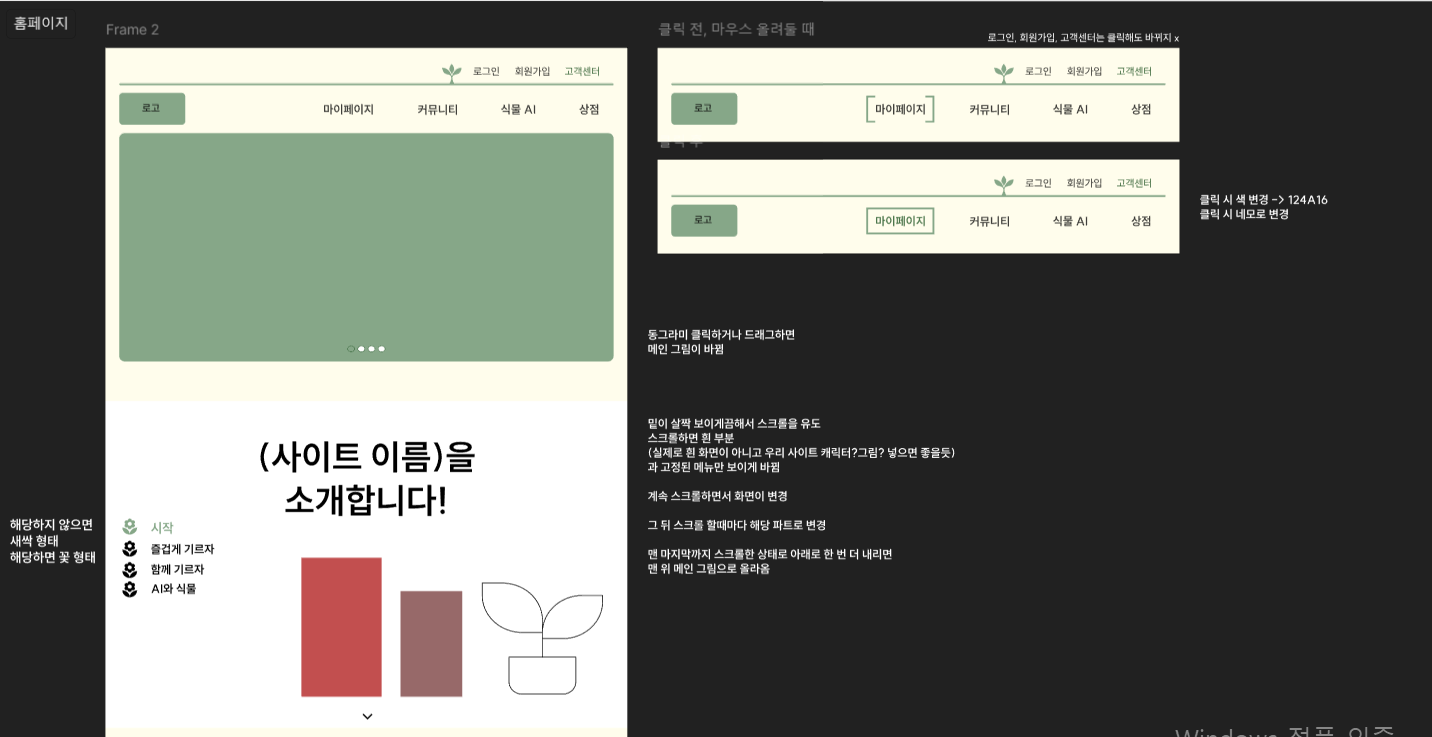 홈페이지
Frame 2
로그인 회원가입 고객센터
로고 마이페이지 커뮤니티 식물 AI 상점
(사이트 이름)을
소개합니다!
시작
즐겁게 기르자
함께 기르자
AI와 식물
해당하지 않으면
새싹 형태
해당하면 꽃 형태
클릭 전, 마우스 올려둘 때
로그인, 회원가입, 고객센터는 클릭해도 바뀌지 x
로그인 회원가입 고객센터
로고 마이페이지 커뮤니티 식물 AI 상점
로그인 회원가입 고객센터
로고 마이페이지 커뮤니티 식물 AI 상점
클릭 시 색 변경 -> 124A16
클릭 시 네모로 변경
동그라미 클릭하거나 드래그하면
메인 그림이 바뀜
밑이 살짝 보이게끔해서 스크롤을 유도
스크롤하면 흰 부분
(실제로 흰 화면이 아니고 우리 사이트 캐릭터?그림? 넣으면 좋을듯)
과 고정된 메뉴만 보이게 바뀜
계속 스크롤하면서 화면이 변경
그 뒤 스크롤 할때마다 해당 파트로 변경
맨 마지막까지 스크롤한 상태로 아래로 한 번 더 내리면
맨 위 메인 그림으로 올라옴
Windows 정품 인증